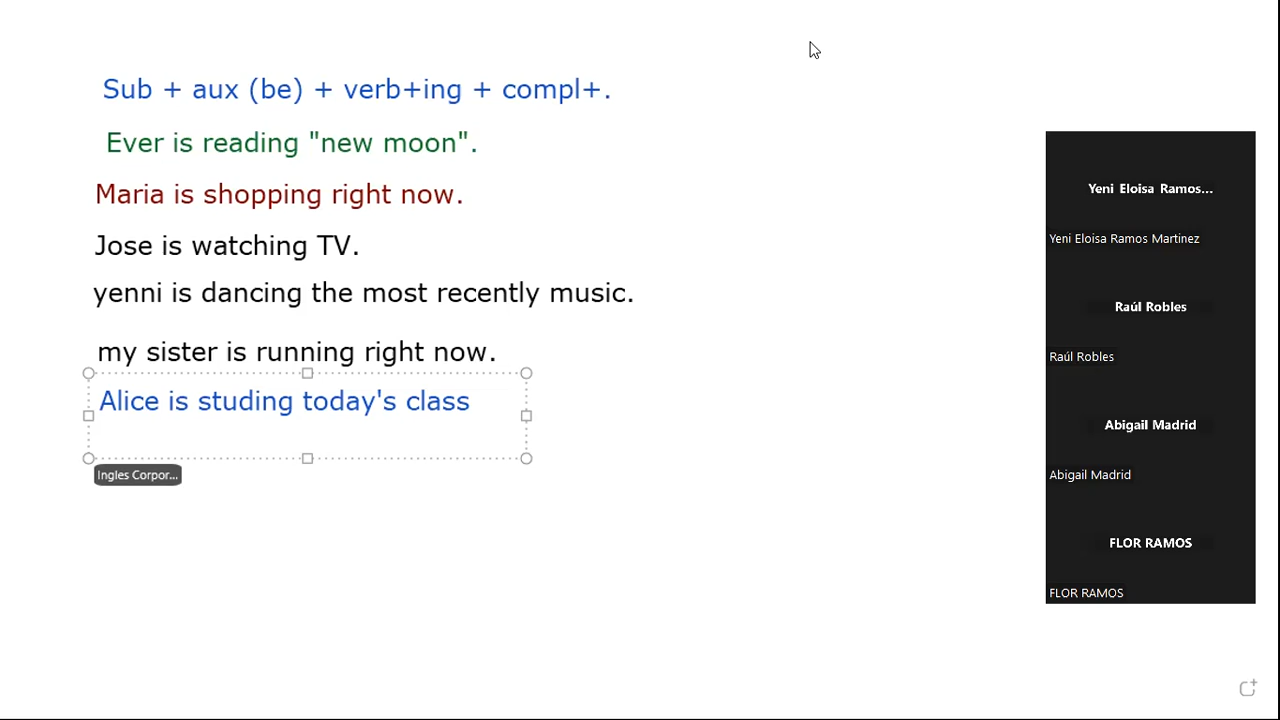 Sub + aux (be) + verb+ing + compl+.
Ever is reading "new moon".
Maria is shopping right now.
Jose is watching TV.
yenni is dancing the most recently music.
my sister is running right now.
Alice is studing today's class
Ingles Corpor...
Yeni Eloisa Ramos...
Yeni Eloisa Ramos Martinez
Raúl Robles
Raúl Robles
Abigail Madrid
Abigail Madrid
FLOR RAMOS
FLOR RAMOS